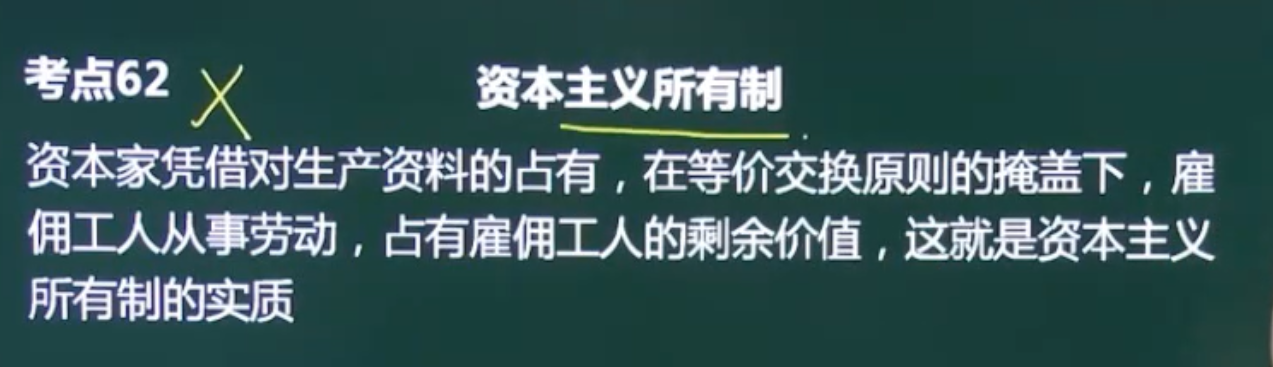 考点62
资本主义所有制
资本家凭借对生产资料的占有，在等价交换原则的掩盖下，雇
佣工人从事劳动，占有雇佣工人的剩余价值，这就是资本主义
所有制的实质